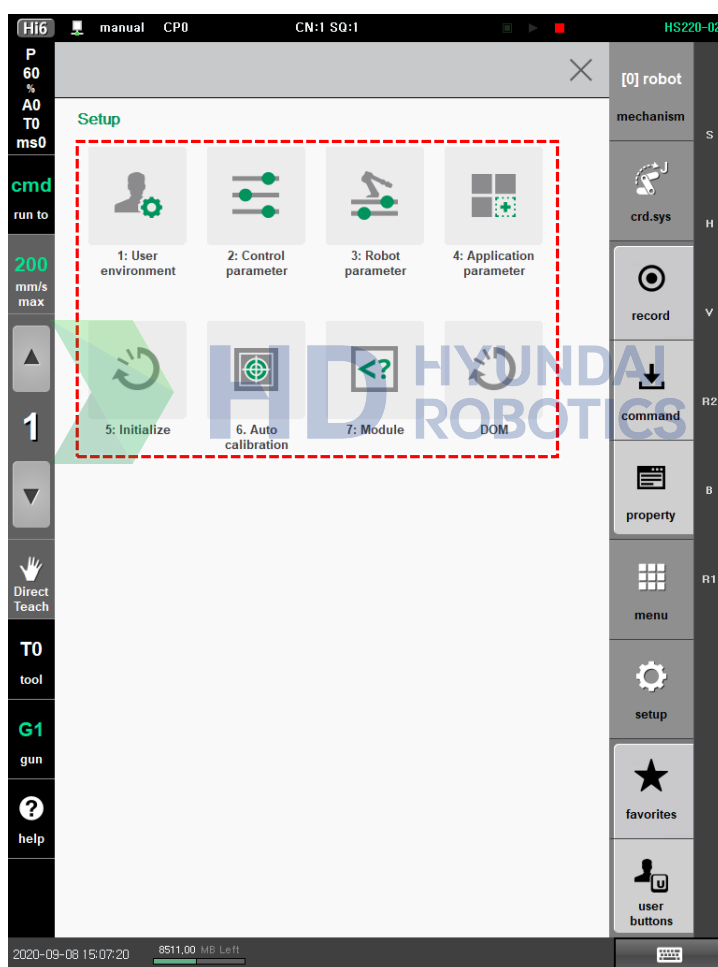 Hi6 manual CP0 CN:1 SQ:1 HS220-02
P
60
%
A0
T0
ms0
cmd
run to
200
mm/s
max
1
Direct
Teach
T0
tool
G1
gun
?
help
Setup
1: User
environment
2: Control
parameter
3: Robot
parameter
4: Application
parameter
5: Initialize
6. Auto
calibration
<?
7: Module
DOM
HD HYUNDAI
ROBOTICS
[0] robot
mechanism
J
crd.sys
record
command
property
menu
setup
favorites
u
user
buttons
S
H
V
R2
B
R1
2020-09-08 15:07:20 8511,00 MB Left